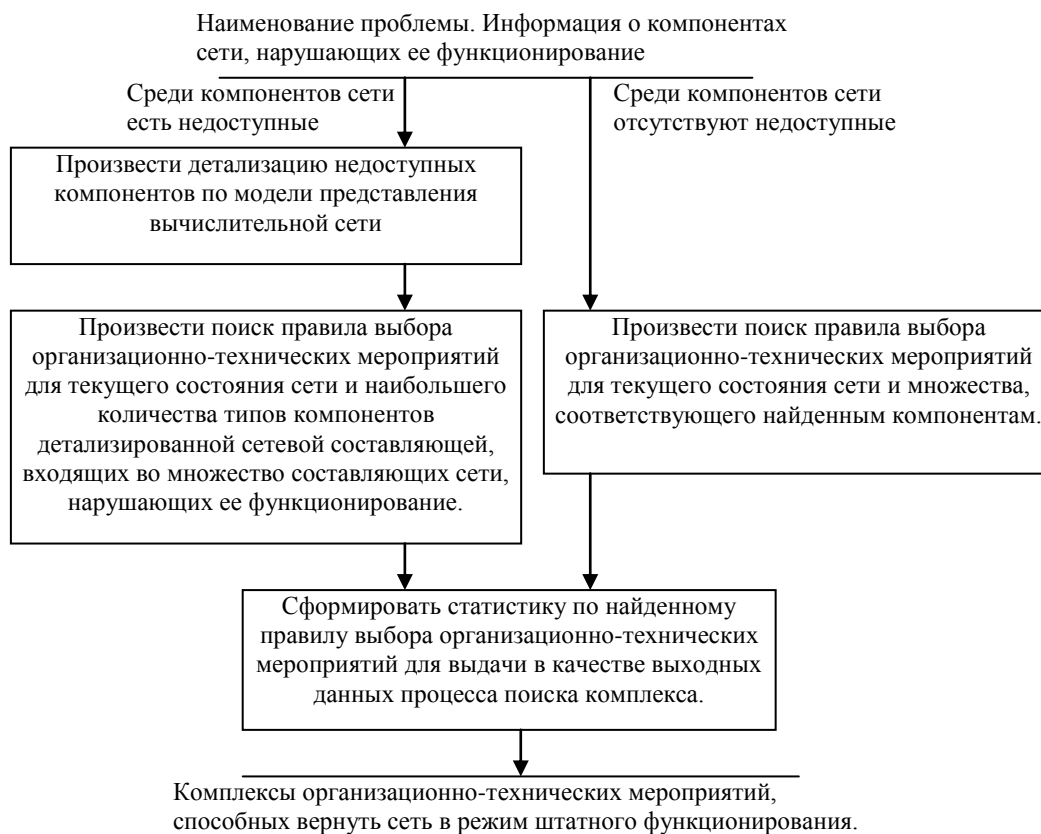 Наименование проблемы. Информация о компонентах
сети, нарушающих ее функционирование
Среди компонентов сети
есть недоступные
Среди компонентов сети
отсутствуют недоступные
Произвести детализацию недоступных
компонентов по модели представления
вычислительной сети
Произвести поиск правила выбора
организационно-технических мероприятий
для текущего состояния сети и наибольшего
количества типов компонентов
детализированной сетевой составляющей,
входящих во множество составляющих сети,
нарушающих ее функционирование.
Произвести поиск правила выбора
организационно-технических мероприятий
для текущего состояния сети и множества,
соответствующего найденным компонентам.
Сформировать статистику по найденному
правилу выбора организационно-технических
мероприятий для выдачи в качестве выходных
данных процесса поиска комплекса.
Комплексы организационно-технических мероприятий,
способных вернуть сеть в режим штатного функционирования.